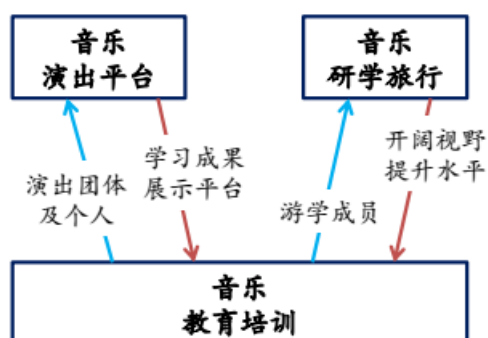 音乐
演出平台
音乐
研学旅行
演出团体
及个人
学习成果
展示平台
游学成员
开阔视野
提升水平
音乐
教育培训